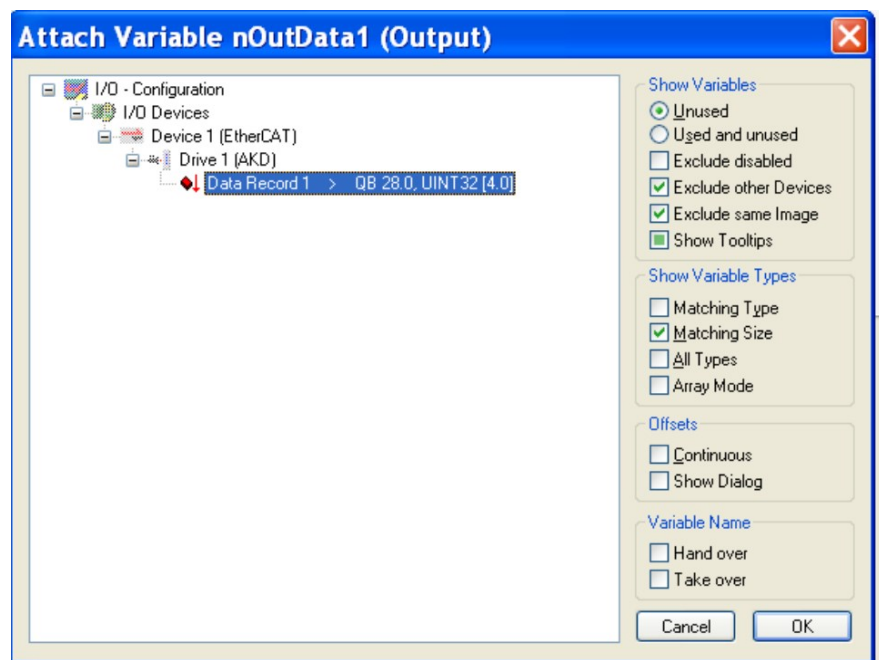 Attach Variable nOutData1 (Output)
I/O - Configuration
I/O Devices
Device 1 (EtherCAT)
Drive 1 (AKD)
Data Record 1 > QB 28.0, UINT32 [4.0]
Show Variables
Unused
Used and unused
Exclude disabled
Exclude other Devices
Exclude same Image
Show Tooltips
Show Variable Types
Matching Type
Matching Size
All Types
Array Mode
Offsets
Continuous
Show Dialog
Variable Name
Hand over
Take over
Cancel
OK